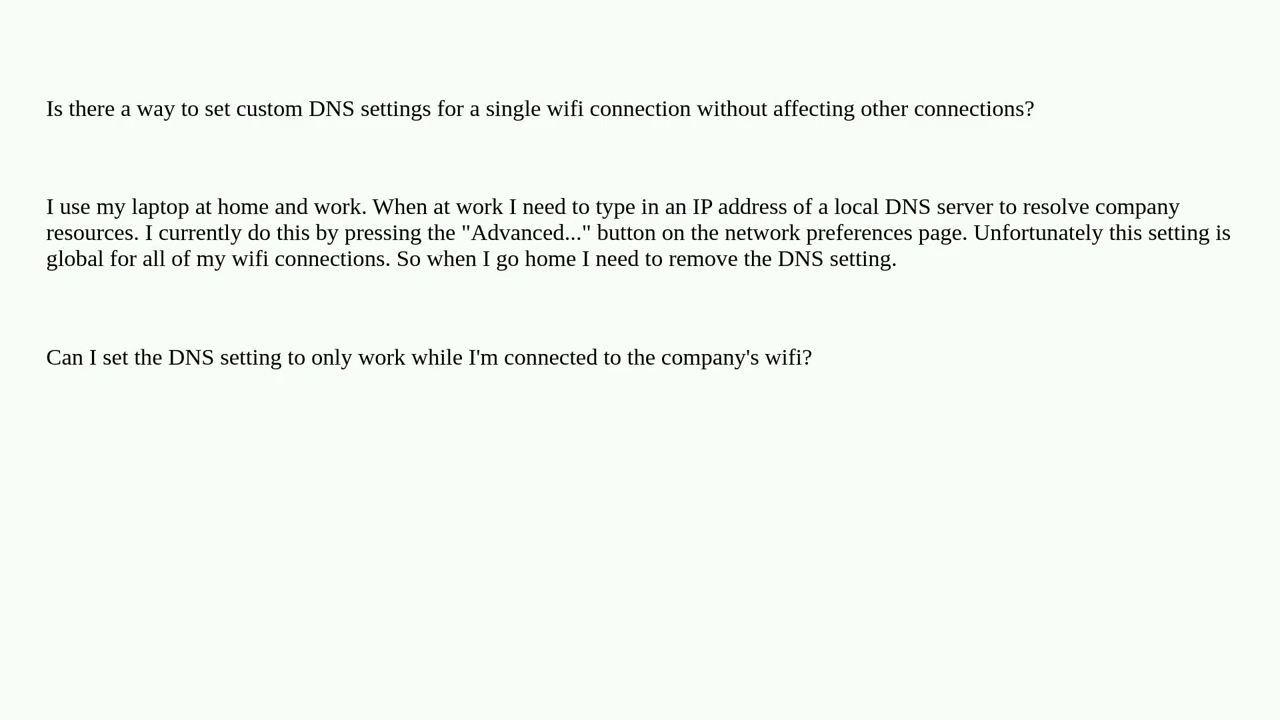 Is there a way to set custom DNS settings for a single wifi connection without affecting other connections?
I use my laptop at home and work. When at work I need to type in an IP address of a local DNS server to resolve company
resources. I currently do this by pressing the "Advanced..." button on the network preferences page. Unfortunately this setting is
global for all of my wifi connections. So when I go home I need to remove the DNS setting.
Can I set the DNS setting to only work while I'm connected to the company's wifi?